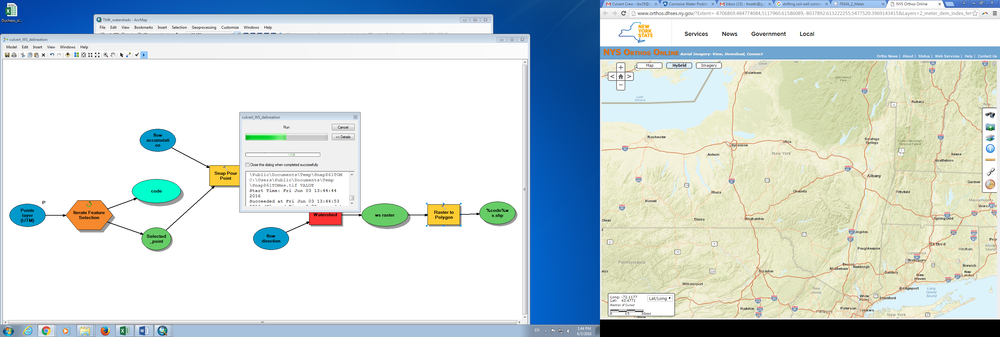 Duchess_sl...
TMK_watersheds - ArcMap
File Edit View Bookmarks Insert Selection Geoprocessing Customize Windows Help
culvert_WS_delineation
Model Edit Insert View Windows Help
flow
accumulati
on
Snap Pour
Point
code
P
Points
layer
(UTM)
Iterate Feature
Selection
Selected
_point
culvert_WS_delineation
Run
Cancel
<< Details
Close this dialog when completed successfully
\Public\Documents\Temp\Snap861TOM
C:\Users\Public\Documents\Temp
\Snap861TOMws.tif VALUE
Start Time: Fri Jun 03 13:44:44
2016
Succeeded at Fri Jun 03 13:44:53
Watershed
flow
direction
ws raster
Raster to
Polygon
%code%w
s.shp
EN
1:44 PM
6/3/2016
Culvert Crew - ltw35@c
Corrosive Water Proble
Inbox (15) - ltwatki@g.c
shifting soil well corrosi
FEMA_2_Meter
NYS Orthos Online
www.orthos.dhses.ny.gov/?Extent=-8706869.484774084,5117960.61586089,-8037892.613222255,5477520.3969143415&Layers=2_meter_dem_index_fer
NEW
YORK
STATE
Services News Government Local
NYS Orthos Online Aerial Imagery: View, Download, Connect
Ortho News | About | Status | Web Services | Help | Contact Us
Map Hybrid Imagery
Drum
Watertown
Adirondack
Park
Lake
Ontario
Rutland
Rochester
Syracuse
Utica
Saratoga
Springs
Green Mountain
National Forest
New York
Auburn
Keene
Brattleboro
Albany
Gardner
Ithaca
Oneonta
Pittsfield
Hornell
Massachusetts
Olean
Elmira
Binghamton
Springfield
Kingston
Poughkeepsie
Hartford
Windham
Rhode
Island
Connecticut
Waterbury
Pennsylvania
Beacon
Middletown Newburgh
Norwich
Scranton
Danbury
New
Haven
New
London
Williamsport
New
Jersey
Bridgeport
Long
Island
Sound
White
Plains
Stamford
Hazleton
Parsippany
Paterson
Yonkers
New York
Long: -72.1177
Lat: 43.4771
Lat/Long
Position of Cursor
0 15 30mi